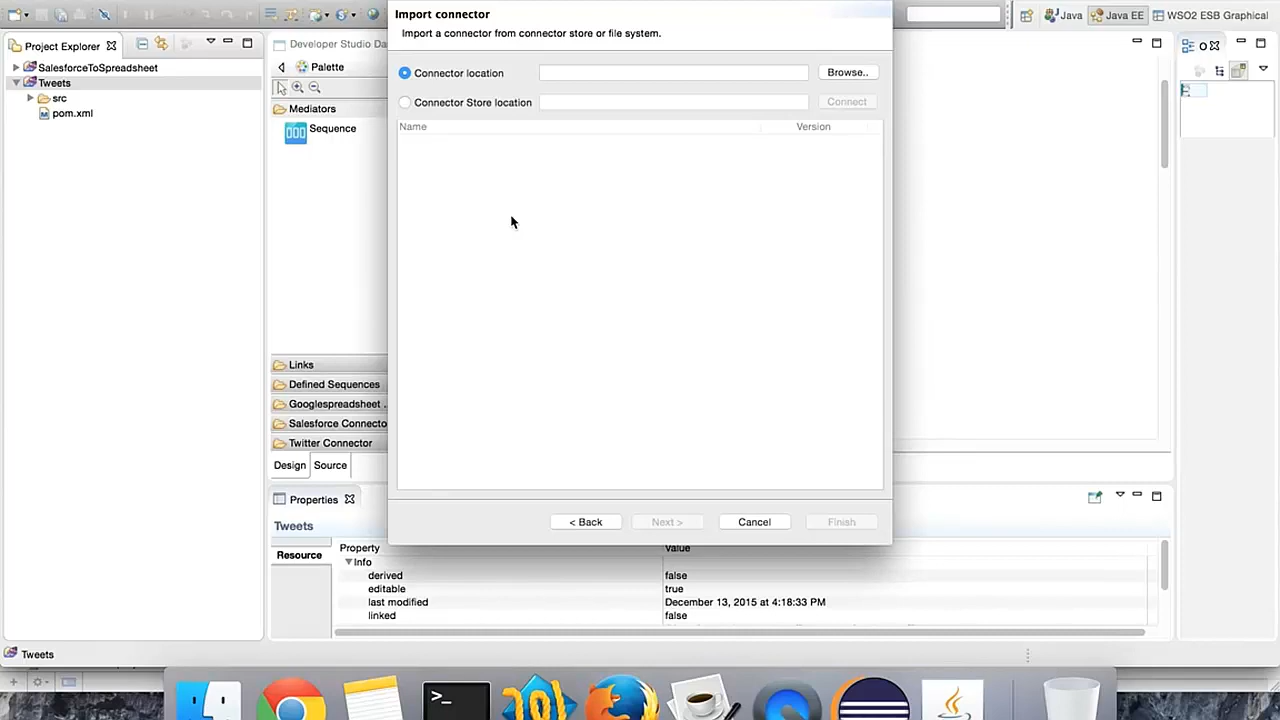 Import connector
Import a connector from connector store or file system.
Java
Java EE
WSO2 ESB Graphical
Project Explorer
SalesforceToSpreadsheet
Tweets
src
pom.xml
Developer Studio Da
Palette
Mediators
Sequence
Links
Defined Sequences
Googlespreadsheet ..
Salesforce Connecto
Twitter Connector
Design
Source
Connector location
Browse..
Connector Store location
Connect
Name
Version
< Back
Next >
Cancel
Finish
O
Properties
Tweets
Resource
Property
Value
Info
derived
false
editable
true
last modified
December 13, 2015 at 4:18:33 PM
linked
false
Tweets
>_
101